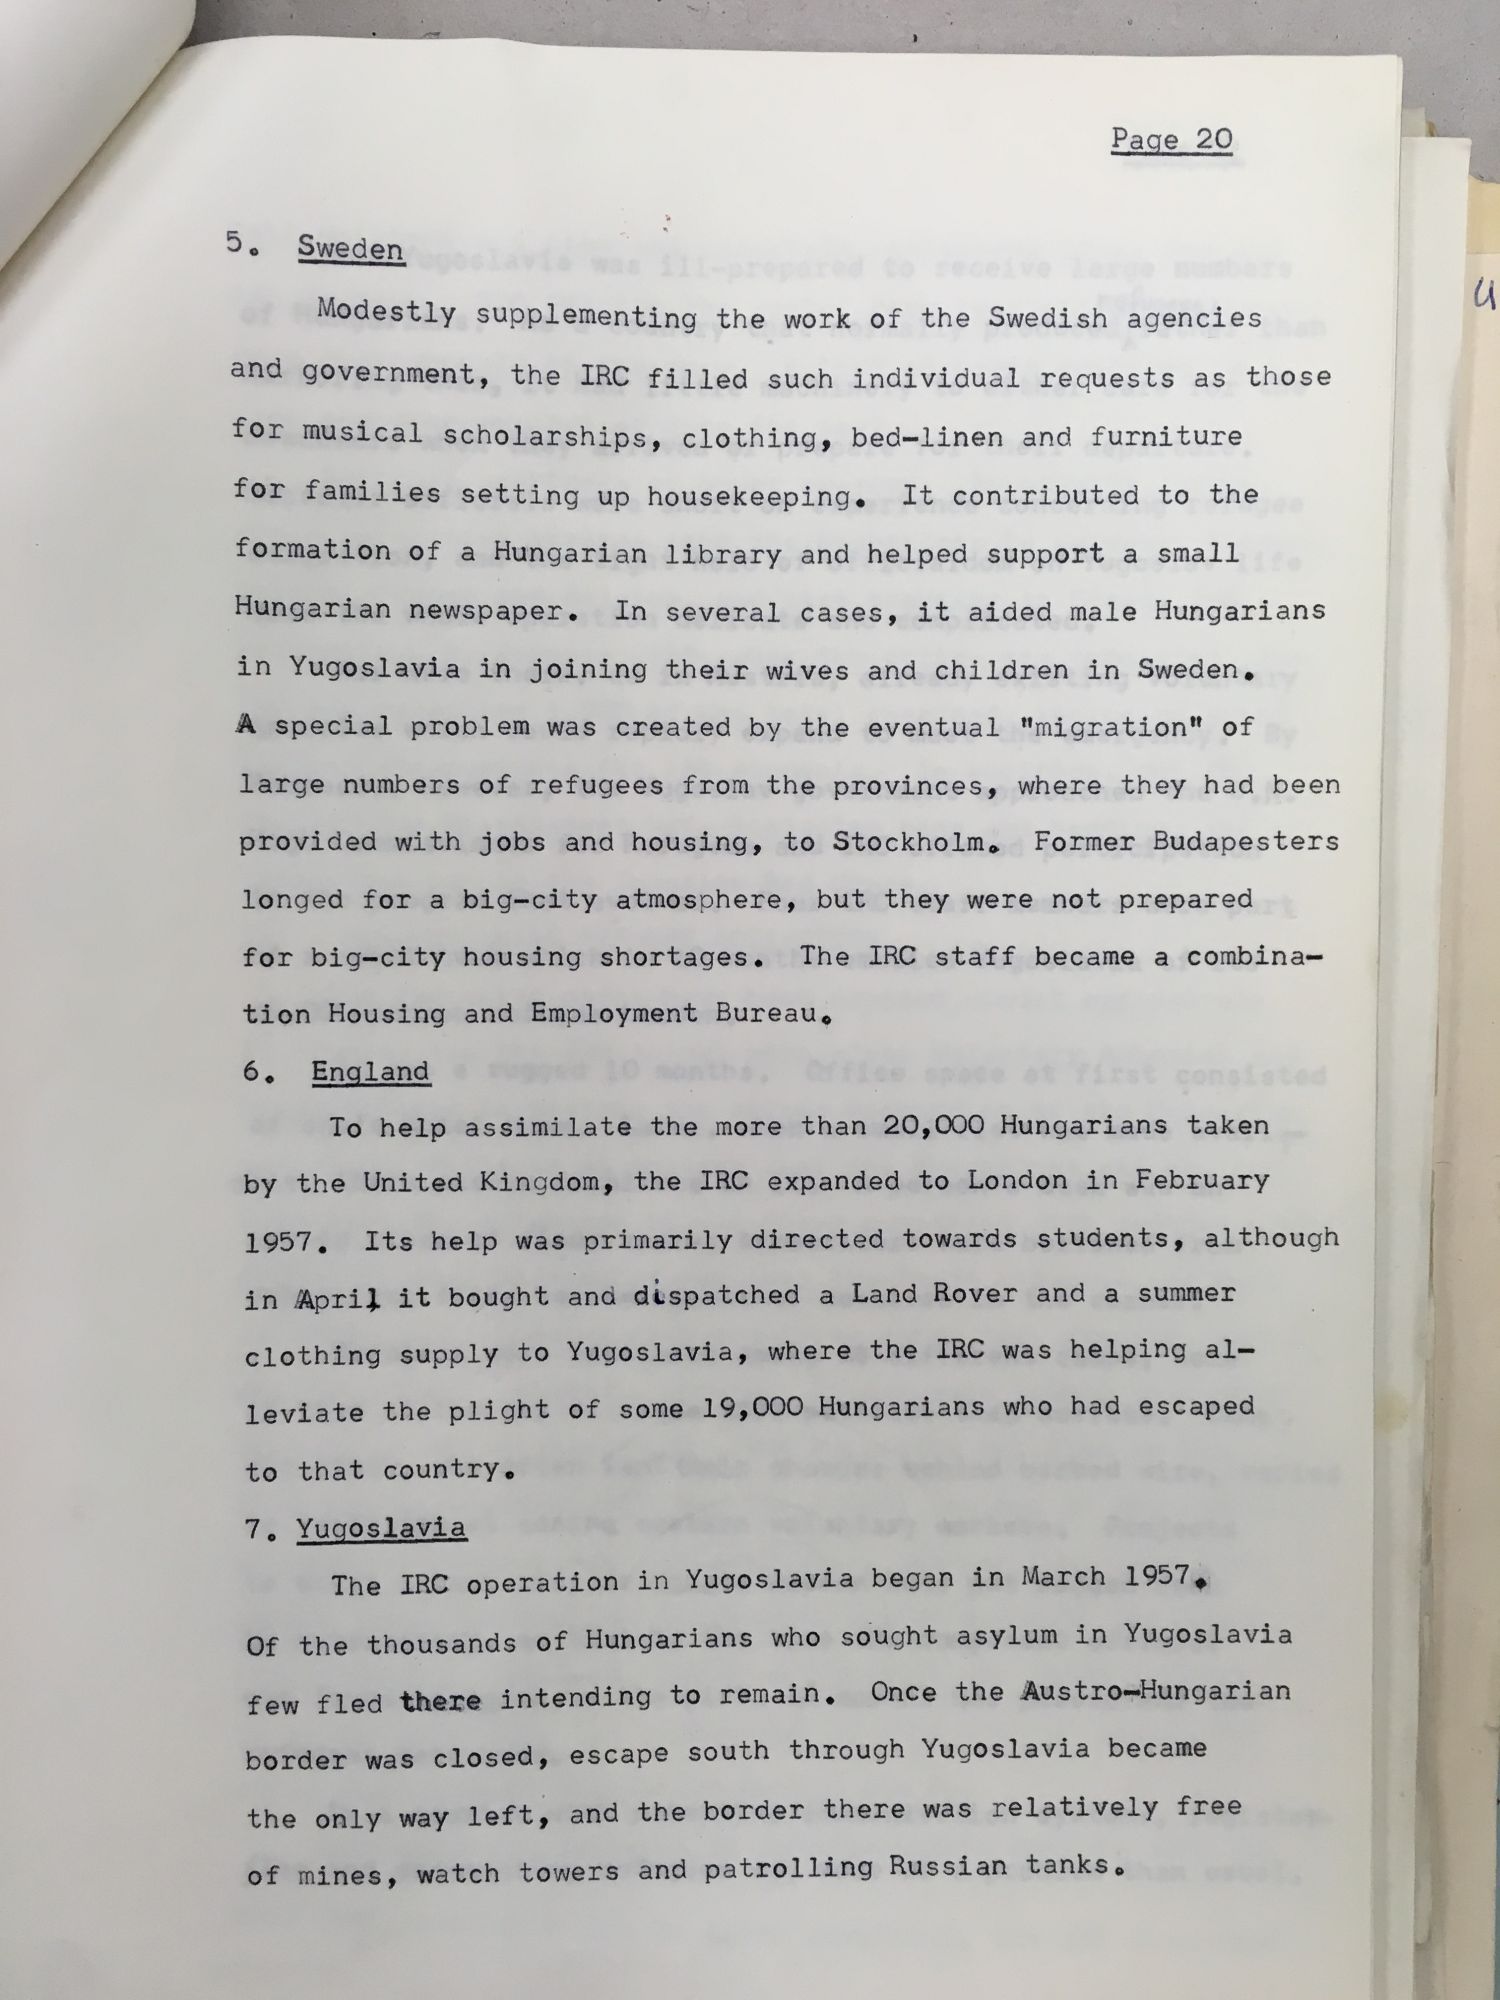 Page 20
5. Sweden
Modestly supplementing the work of the Swedish agencies
and government, the IRC filled such individual requests as those
for musical scholarships, clothing, bed-linen and furniture
for families setting up housekeeping. It contributed to the
formation of a Hungarian library and helped support a small
Hungarian newspaper. In several cases, it aided male Hungarians
in Yugoslavia in joining their wives and children in Sweden.
A special problem was created by the eventual "migration" of
large numbers of refugees from the provinces, where they had been
provided with jobs and housing, to Stockholm. Former Budapesters
longed for a big-city atmosphere, but they were not prepared
for big-city housing shortages. The IRC staff became a combina-
tion Housing and Employment Bureau.
6. England
To help assimilate the more than 20,000 Hungarians taken
by the United Kingdom, the IRC expanded to London in February
1957. Its help was primarily directed towards students, although
in April it bought and dispatched a Land Rover and a summer
clothing supply to Yugoslavia, where the IRC was helping al-
leviate the plight of some 19,000 Hungarians who had escaped
to that country.
7. Yugoslavia
The IRC operation in Yugoslavia began in March 1957.
Of the thousands of Hungarians who sought asylum in Yugoslavia
few fled there intending to remain. Once the Austro-Hungarian
border was closed, escape south through Yugoslavia became
the only way left, and the border there was relatively free
of mines, watch towers and patrolling Russian tanks.